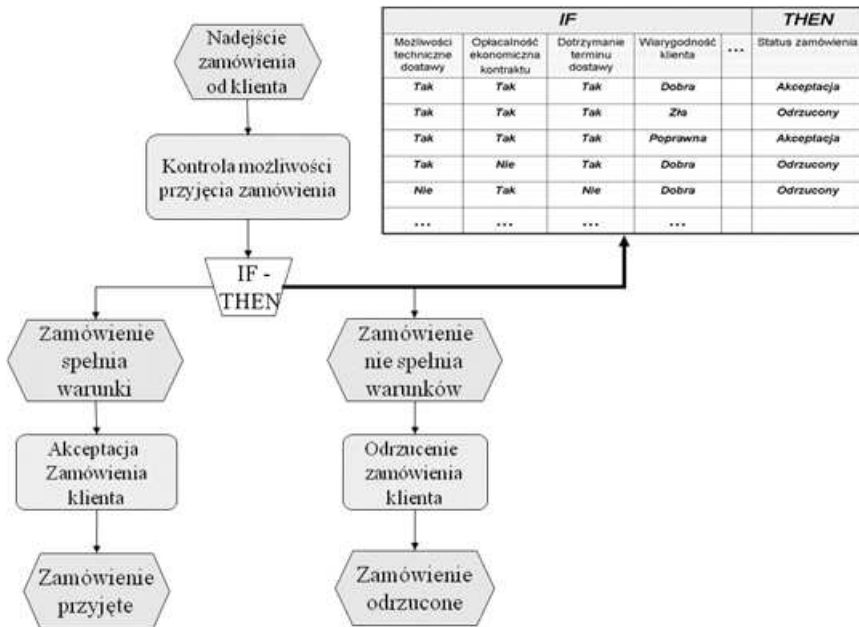 Nadejście
zamówienia
od klienta
Kontrola możliwości
przyjęcia zamówienia
IF -
THEN
Zamówienie
spełnia
warunki
Akceptacja
Zamówienia
klienta
Zamówienie
przyjęte
Zamówienie
nie spełnia
warunków
Odrzucenie
zamówienia
klienta
Zamówienie
odrzucone
IF THEN
Możliwości techniczne dostawy Opłacalność ekonomiczna kontraktu Dotrzymanie terminu dostawy Wiarygodność klienta ... Status zamówienia
Tak Tak Tak Dobra Akceptacja
Tak Tak Tak Zła Odrzucony
Tak Tak Tak Poprawna Akceptacja
Tak Nie Tak Dobra Odrzucony
Nie Tak Nie Dobra Odrzucony
... ... ... ...